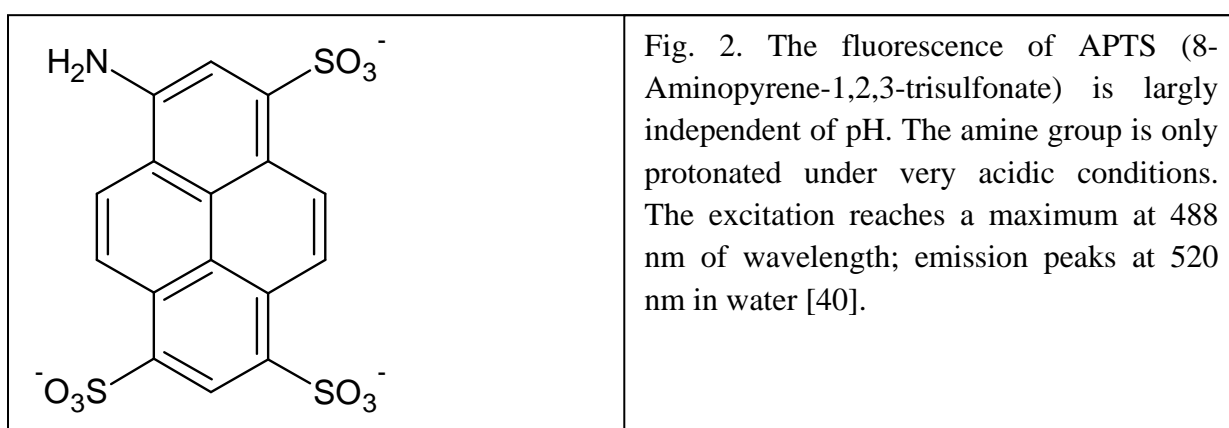 H₂N
SO₃⁻
⁻O₃S
SO₃⁻
Fig. 2. The fluorescence of APTS (8-
Aminopyrene-1,2,3-trisulfonate) is largly
independent of pH. The amine group is only
protonated under very acidic conditions.
The excitation reaches a maximum at 488
nm of wavelength; emission peaks at 520
nm in water [40].